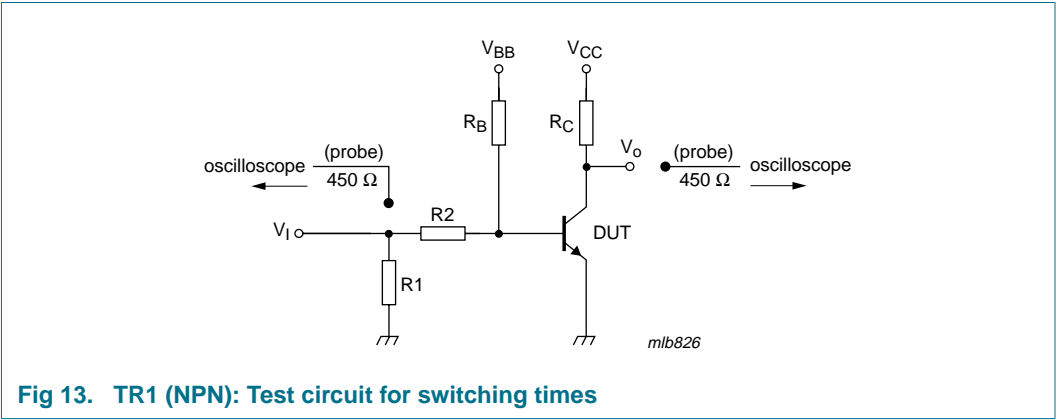 VBB
VCC
RB
RC
Vo
(probe)
oscilloscope
450 Ω
(probe)
oscilloscope
450 Ω
R2
VI
DUT
R1
mlb826
Fig 13. TR1 (NPN): Test circuit for switching times